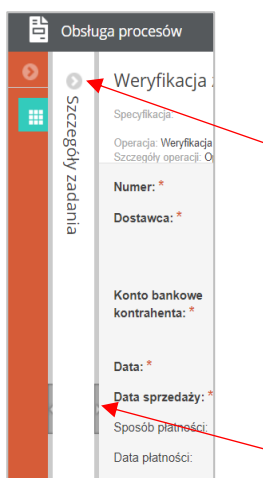 Obsługa procesów
Szczegóły zadania
Weryfikacja
Specyfikacja:
Operacja: Weryfikacja
Szczegóły operacji:
Numer: *
Dostawca: *
Konto bankowe
kontrahenta: *
Data: *
Data sprzedaży: *
Sposób płatności:
Data płatności: